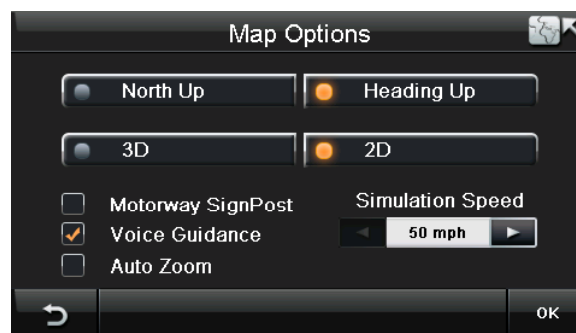 Map Options
North Up
Heading Up
3D
2D
Motorway SignPost
Simulation Speed
Voice Guidance
50 mph
Auto Zoom
OK